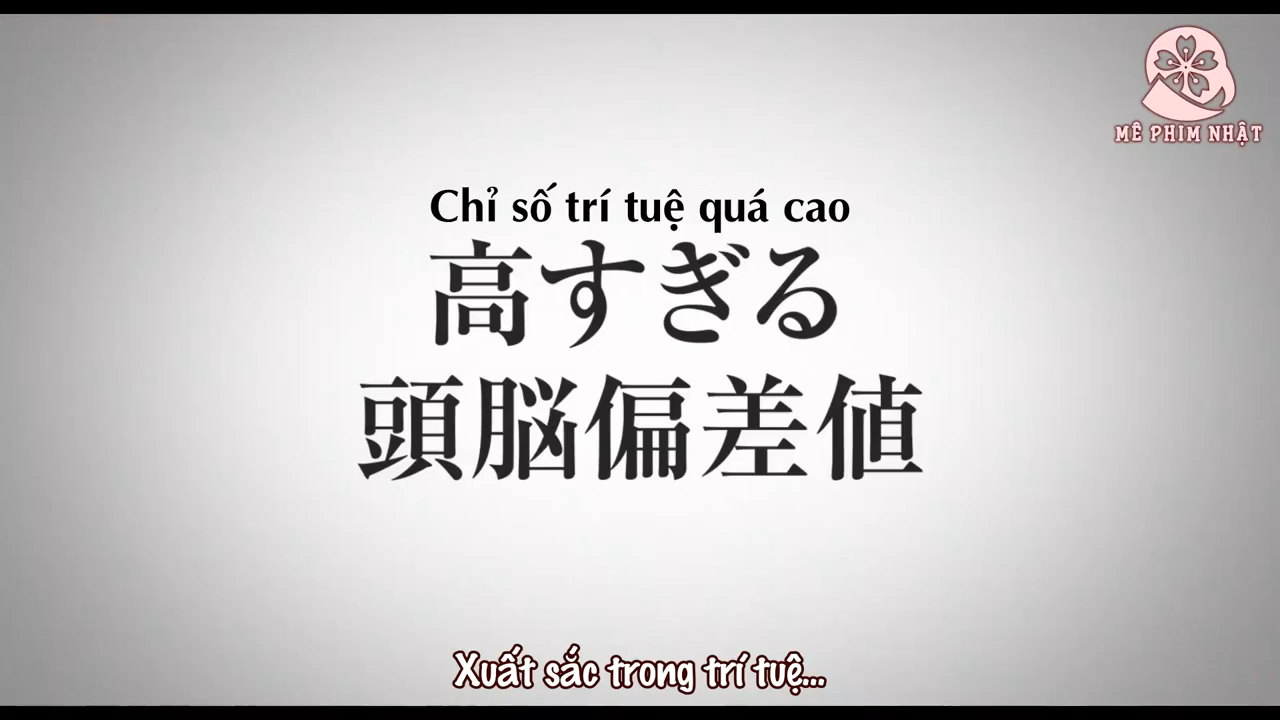 MÊ PHIM NHẬT
Chỉ số trí tuệ quá cao
高すぎる
頭脳偏差値
Xuất sắc trong trí tuệ...